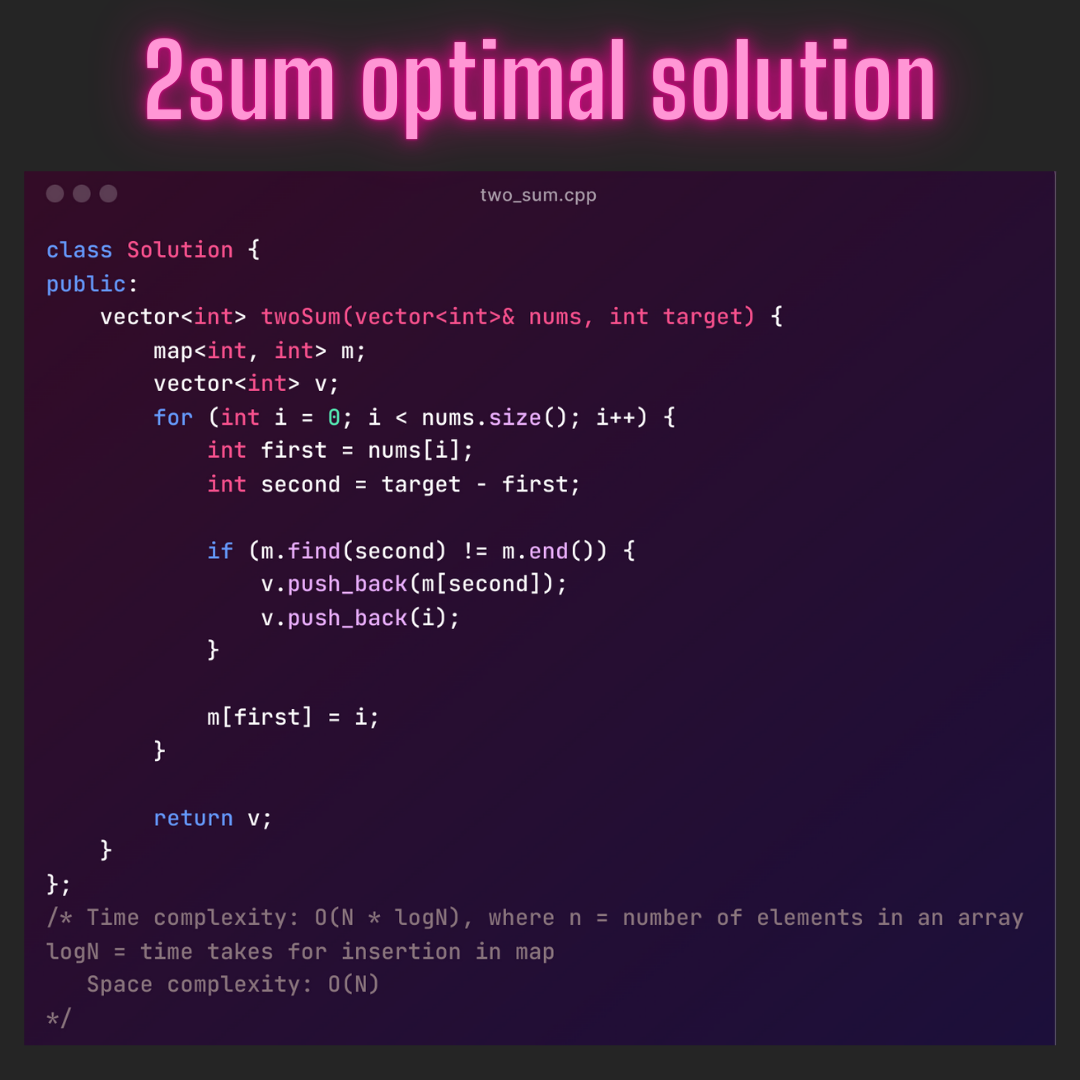 2sum optimal solution
two_sum.cpp
class Solution {
public:
    vector<int> twoSum(vector<int>& nums, int target) {
        map<int, int> m;
        vector<int> v;
        for (int i = 0; i < nums.size(); i++) {
            int first = nums[i];
            int second = target - first;

            if (m.find(second) != m.end()) {
                v.push_back(m[second]);
                v.push_back(i);
            }

            m[first] = i;
        }

        return v;
    }
};
/* Time complexity: O(N * logN), where n = number of elements in an array
logN = time takes for insertion in map
   Space complexity: O(N)
*/